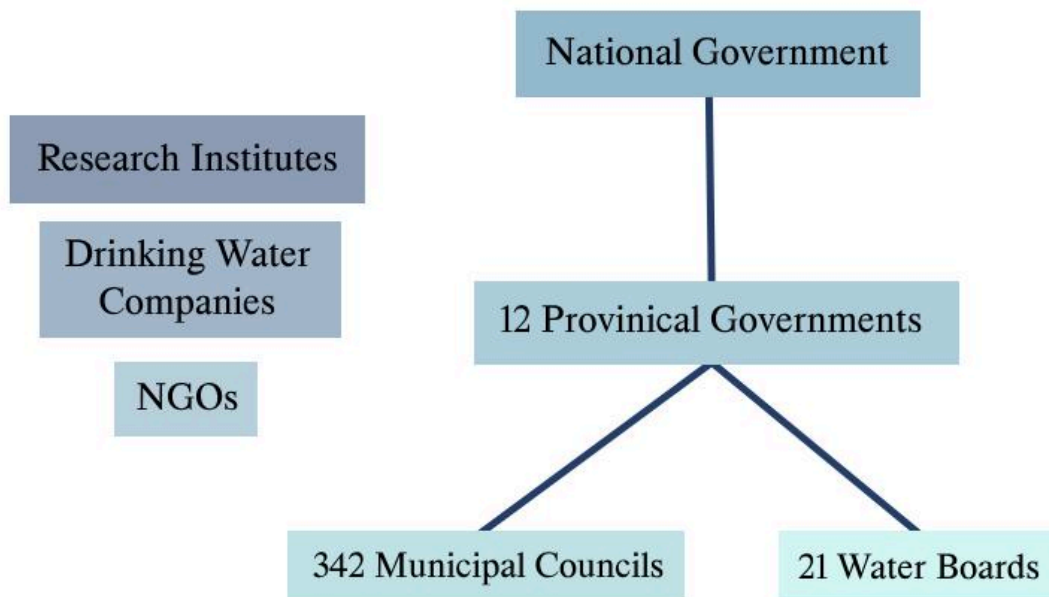 National Government
Research Institutes
Drinking Water
Companies
12 Provinical Governments
NGOs
342 Municipal Councils
21 Water Boards